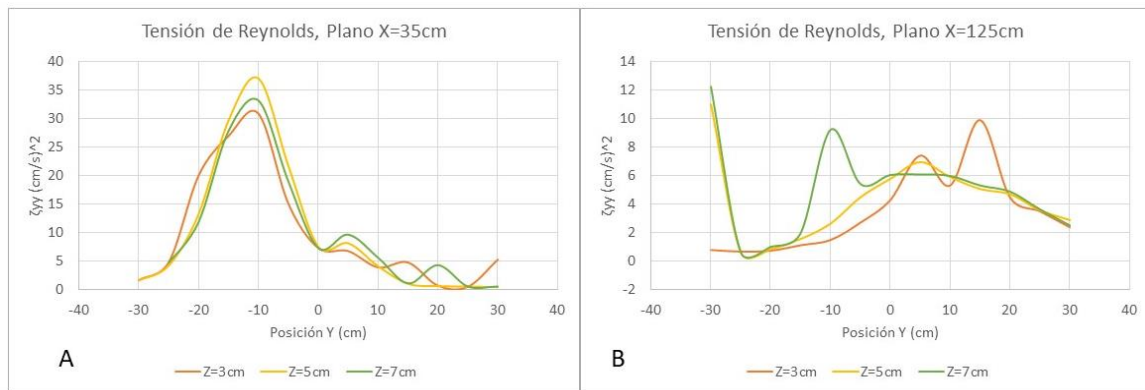 Tensión de Reynolds, Plano X=35cm
ζyy (cm/s)^2
40
35
30
25
20
15
10
5
0
-40 -30 -20 -10 0 10 20 30 40
Posición Y (cm)
A
Z=3cm Z=5cm Z=7cm
Tensión de Reynolds, Plano X=125cm
ζyy (cm/s)^2
14
12
10
8
6
4
2
0
-2
-40 -30 -20 -10 0 10 20 30 40
Posición Y (cm)
B
Z=3cm Z=5cm Z=7cm